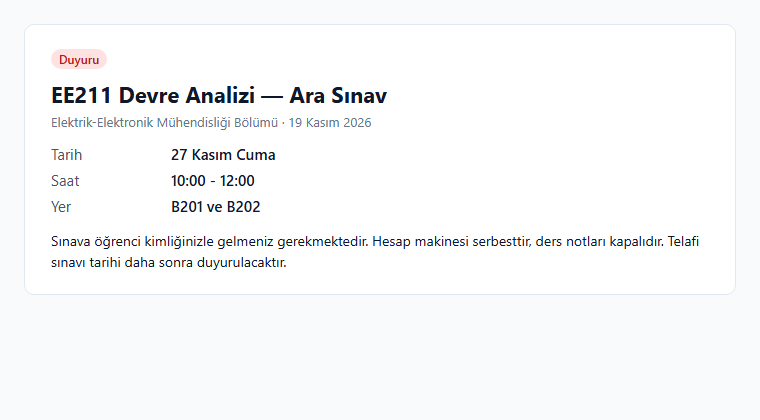 Duyuru
EE211 Devre Analizi — Ara Sınav
Elektrik-Elektronik Mühendisliği Bölümü · 19 Kasım 2026
Tarih 27 Kasım Cuma
Saat 10:00 - 12:00
Yer B201 ve B202
Sınava öğrenci kimliğinizle gelmeniz gerekmektedir. Hesap makinesi serbesttir, ders notları kapalıdır. Telafi
sınavı tarihi daha sonra duyurulacaktır.